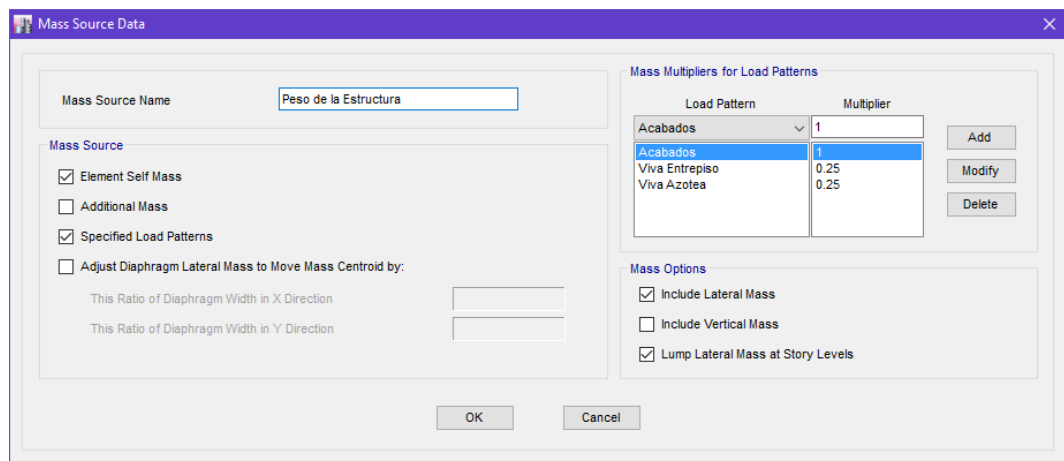 Mass Source Data
Mass Source Name
Peso de la Estructura
Mass Source
Element Self Mass
Additional Mass
Specified Load Patterns
Adjust Diaphragm Lateral Mass to Move Mass Centroid by:
This Ratio of Diaphragm Width in X Direction
This Ratio of Diaphragm Width in Y Direction
Mass Multipliers for Load Patterns
Load Pattern Multiplier
Acabados 1
Acabados 1
Viva Entrepiso 0.25
Viva Azotea 0.25
Add
Modify
Delete
Mass Options
Include Lateral Mass
Include Vertical Mass
Lump Lateral Mass at Story Levels
OK Cancel